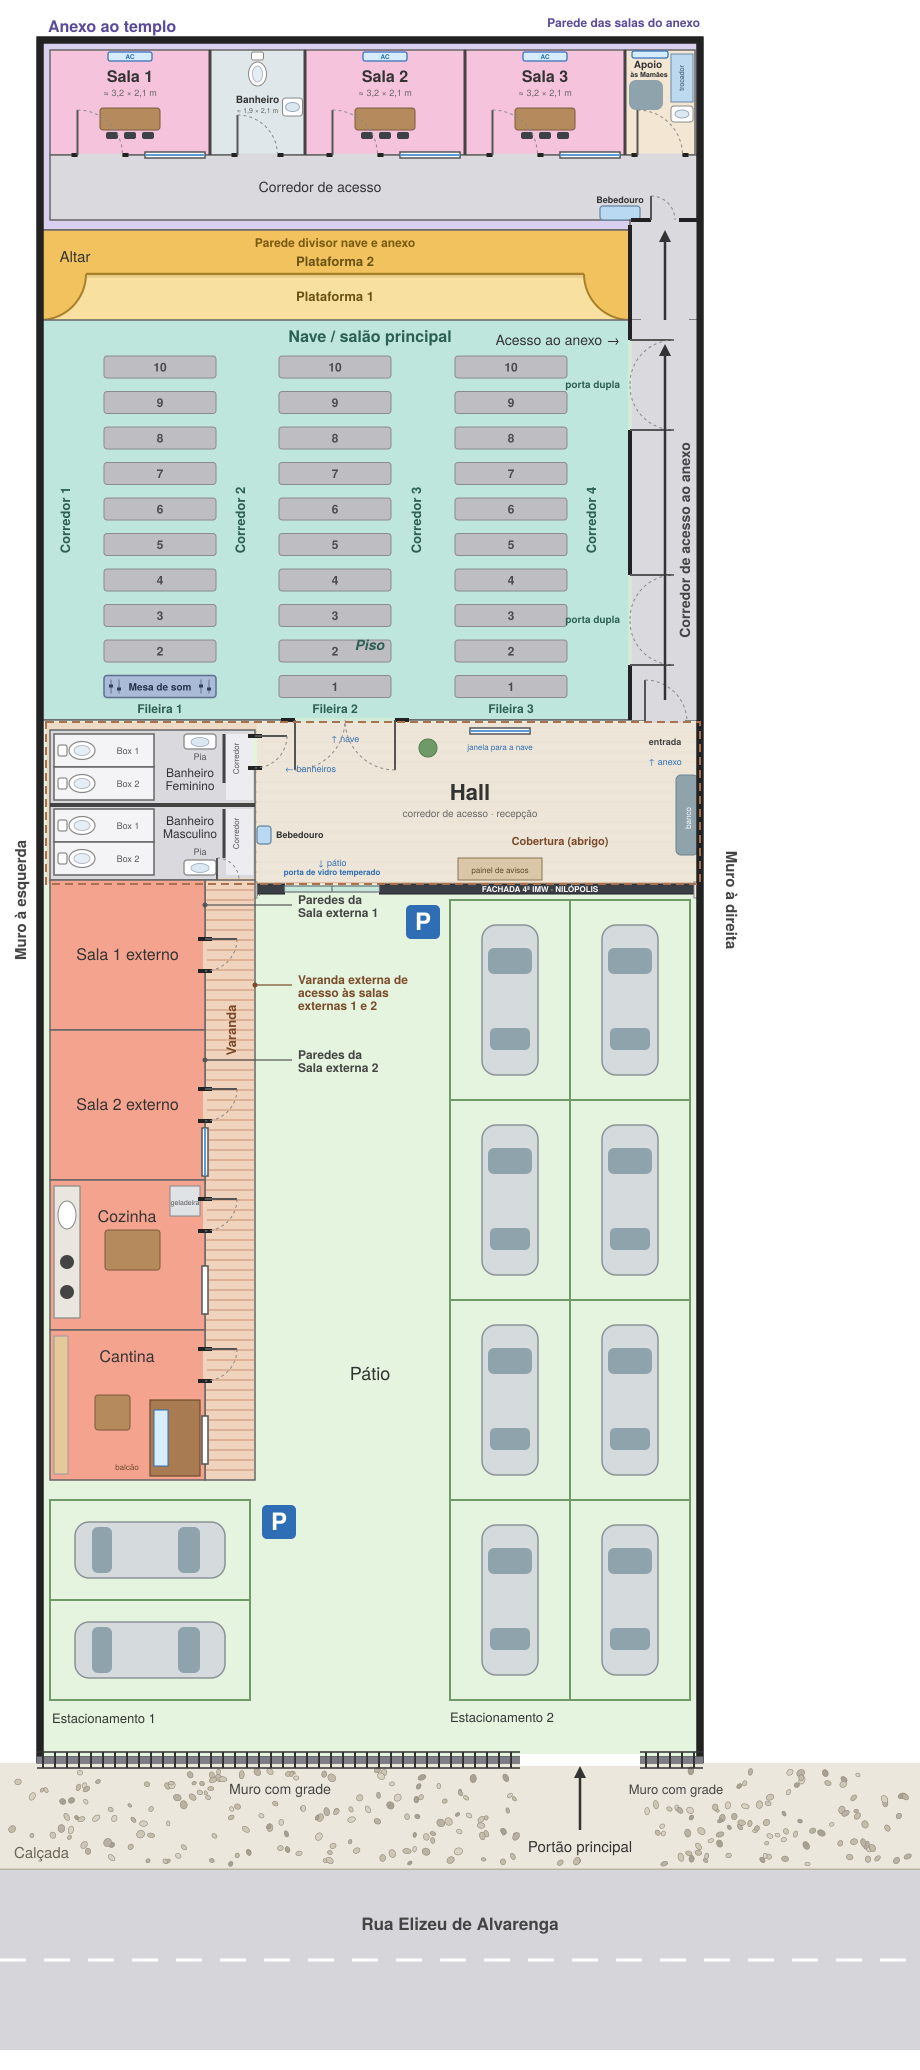 Anexo ao templo
Parede das salas do anexo
AC
AC
AC
Sala 1
≈ 3,2 × 2,1 m
Banheiro
≈ 1,9 × 2,1 m
Sala 2
≈ 3,2 × 2,1 m
Sala 3
≈ 3,2 × 2,1 m
Apoio
às Mamães
trocador
Corredor de acesso
Bebedouro
Parede divisor nave e anexo
Altar
Plataforma 2
Plataforma 1
Nave / salão principal
Acesso ao anexo →
10
10
10
porta dupla
9
9
9
8
8
8
7
7
7
6
6
6
5
5
5
4
4
4
3
3
3
porta dupla
2
2
2
Piso
Mesa de som
1
1
Corredor 1
Corredor 2
Corredor 3
Corredor 4
Corredor de acesso ao anexo
Fileira 1
Fileira 2
Fileira 3
Box 1
Pia
Banheiro
Feminino
Box 2
Corredor
Box 1
Banheiro
Masculino
Pia
Box 2
Corredor
↑ nave
← banheiros
janela para a nave
entrada
↑ anexo
Hall
corredor de acesso · recepção
banco
Bebedouro
Cobertura (abrigo)
↓ pátio
porta de vidro temperado
painel de avisos
FACHADA 4ª IMW · NILÓPOLIS
Muro à esquerda
Muro à direita
Paredes da
Sala externa 1
P
Sala 1 externo
Varanda externa de
acesso às salas
externas 1 e 2
Varanda
Paredes da
Sala externa 2
Sala 2 externo
geladeira
Cozinha
Cantina
Pátio
balcão
P
Estacionamento 1
Estacionamento 2
Muro com grade
Muro com grade
Portão principal
Calçada
Rua Elizeu de Alvarenga